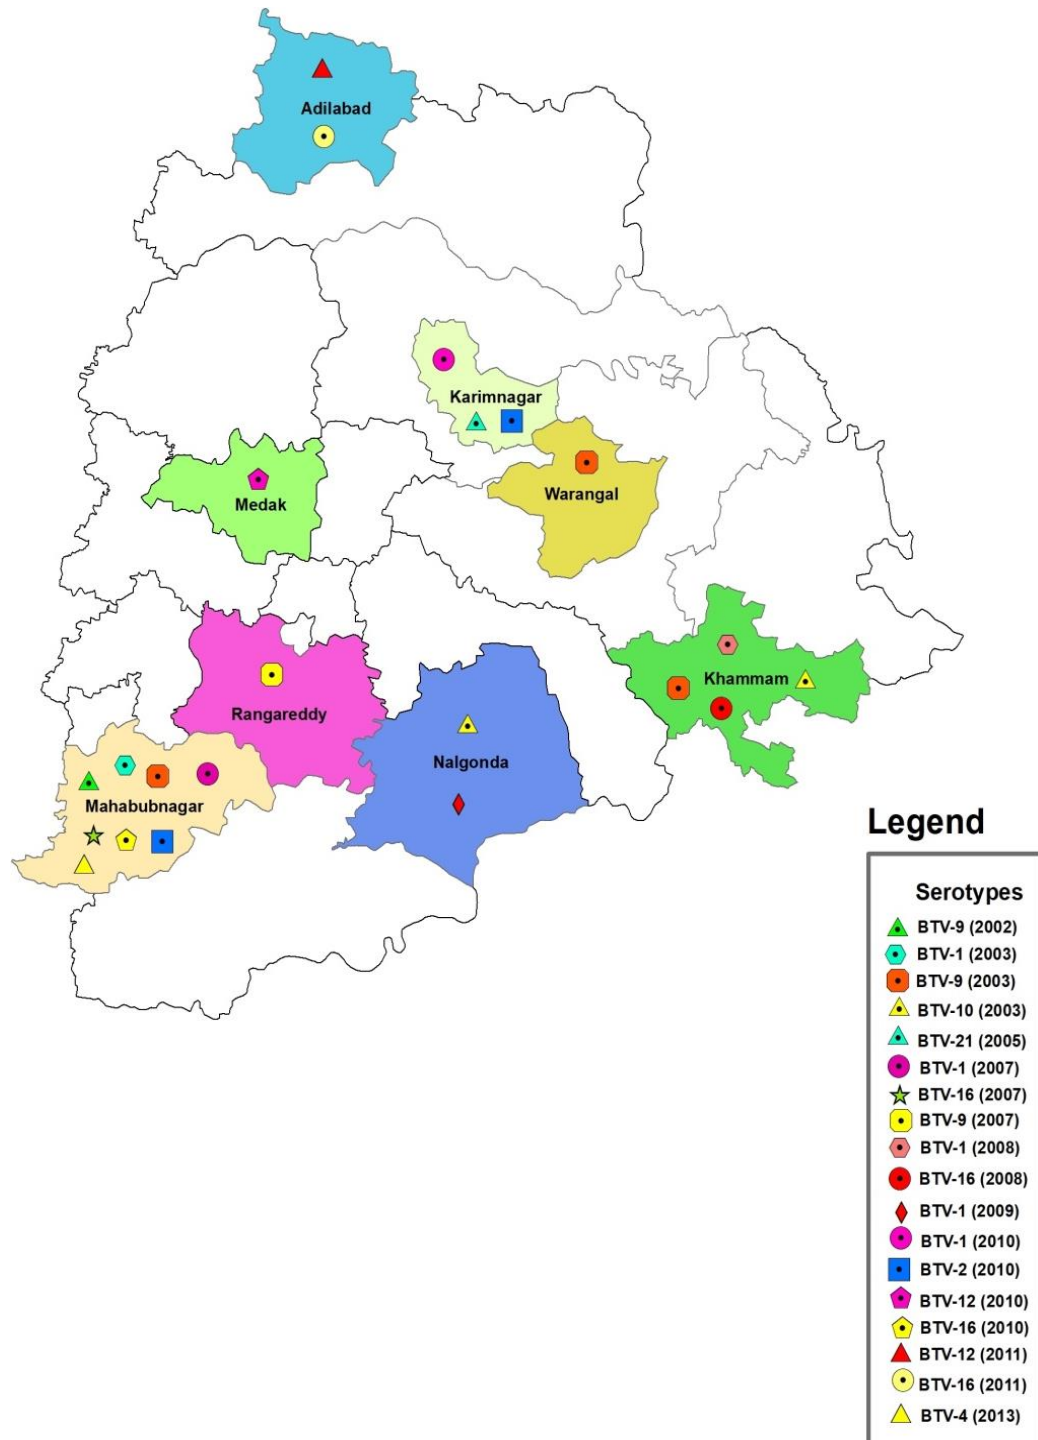 Adilabad
Karimnagar
Warangal
Medak
Khammam
Rangareddy
Nalgonda
Mahabubnagar
Legend
Serotypes
BTV-9 (2002)
BTV-1 (2003)
BTV-9 (2003)
BTV-10 (2003)
BTV-21 (2005)
BTV-1 (2007)
BTV-16 (2007)
BTV-9 (2007)
BTV-1 (2008)
BTV-16 (2008)
BTV-1 (2009)
BTV-1 (2010)
BTV-2 (2010)
BTV-12 (2010)
BTV-16 (2010)
BTV-12 (2011)
BTV-16 (2011)
BTV-4 (2013)